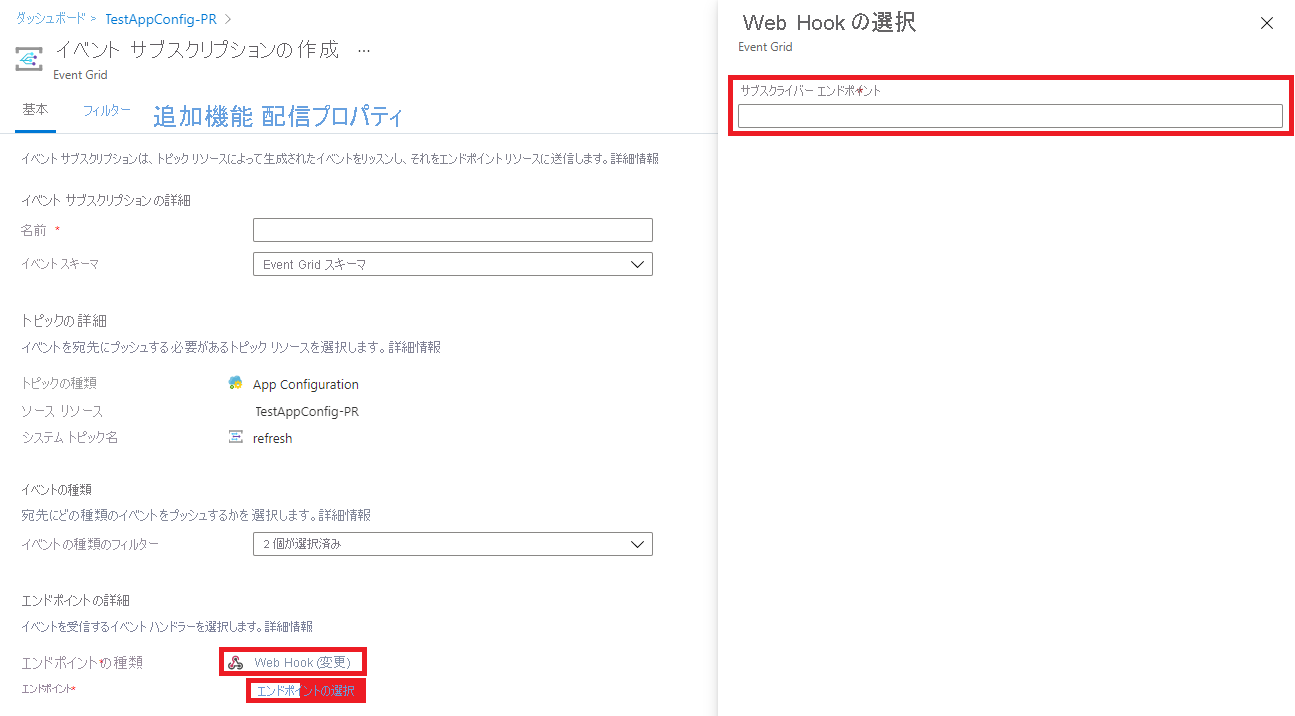 ダッシュボード > TestAppConfig-PR >
イベント サブスクリプションの作成 …
Event Grid
基本 フィルター 追加機能 配信プロパティ
イベント サブスクリプションは、トピック リソースによって生成されたイベントをリッスンし、それをエンドポイント リソースに送信します。詳細情報
イベント サブスクリプションの詳細
名前 *
イベント スキーマ Event Grid スキーマ
トピックの詳細
イベントを宛先にプッシュする必要があるトピック リソースを選択します。詳細情報
トピックの種類 App Configuration
ソース リソース TestAppConfig-PR
システム トピック名 refresh
イベントの種類
宛先にどの種類のイベントをプッシュするかを選択します。詳細情報
イベントの種類のフィルター 2 個が選択済み
エンドポイントの詳細
イベントを受信するイベント ハンドラーを選択します。詳細情報
エンドポイント*の種類 Web Hook (変更)
エンドポイント* エンドポイントの選択
Web Hook の選択
Event Grid
サブスクライバー エンドポイント*